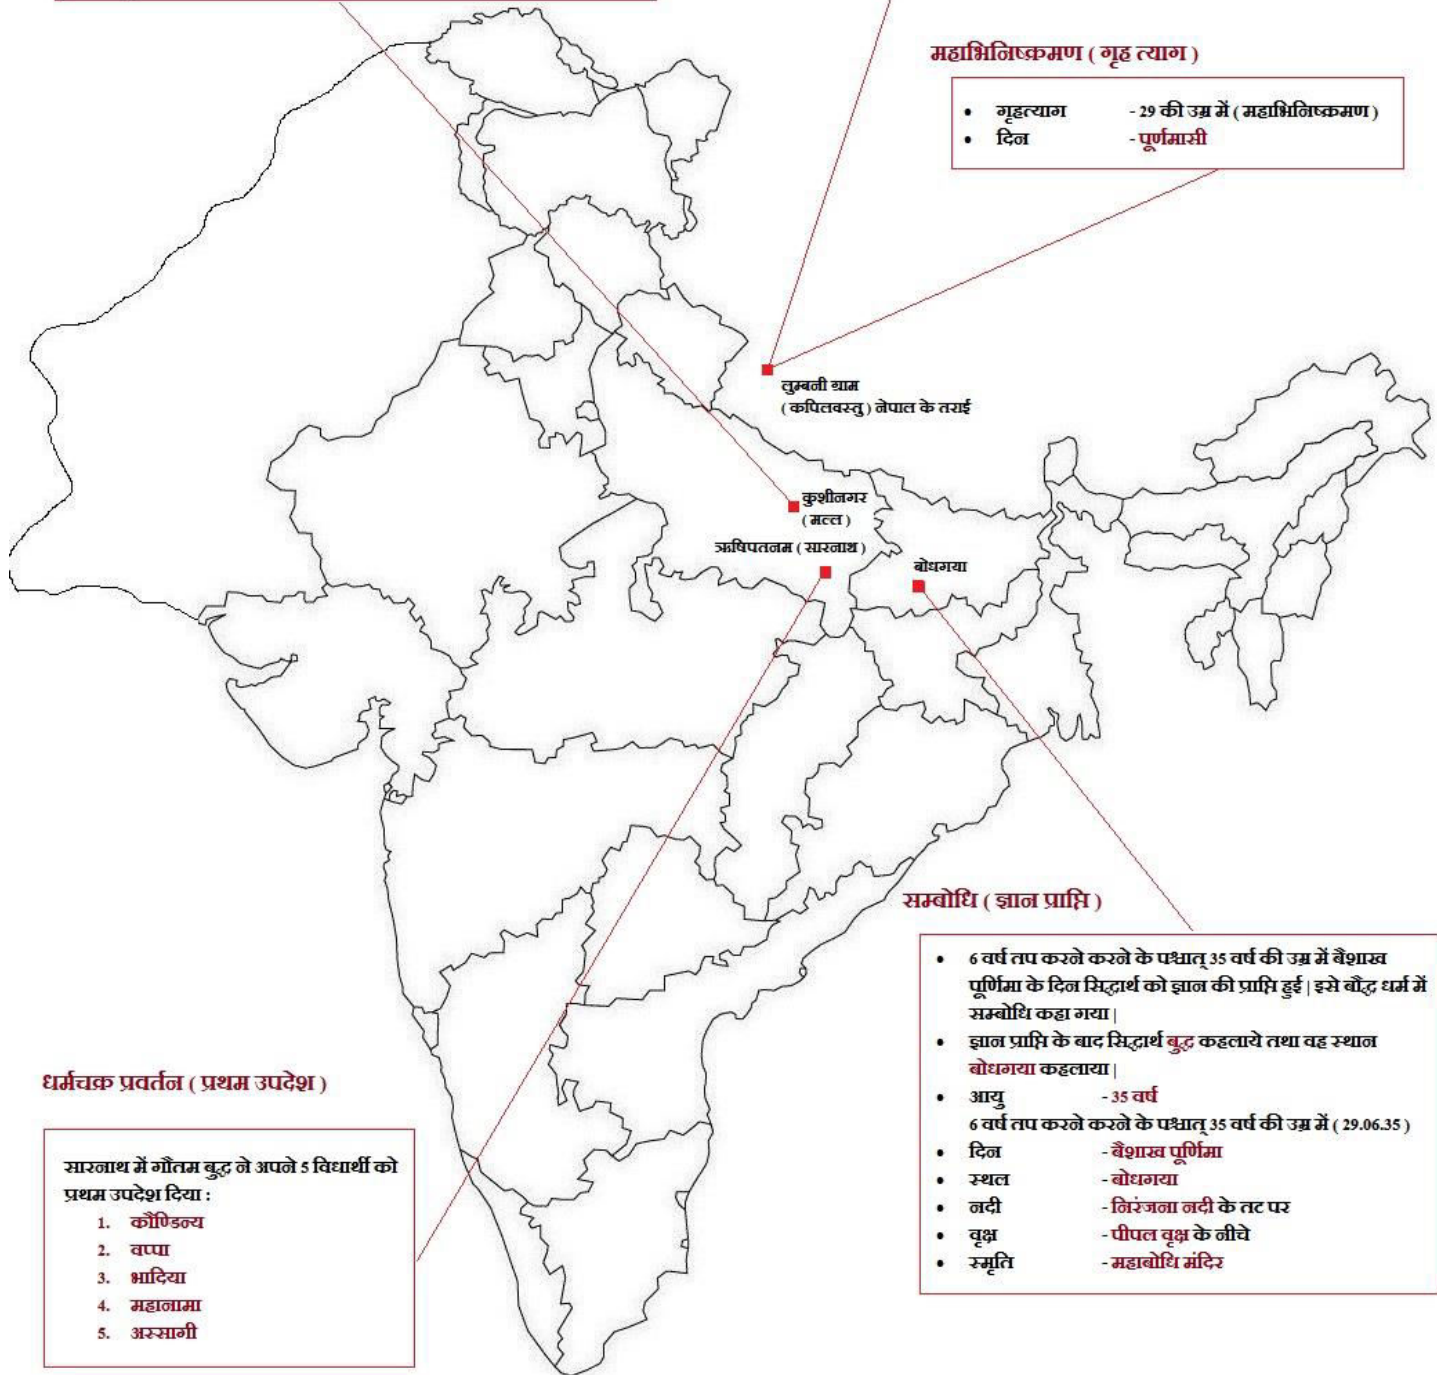 महाभिनिष्क्रमण ( गृह त्याग )
• गृहत्याग - 29 की उम्र में ( महाभिनिष्क्रमण )
• दिन - पूर्णमासी
लुम्बनी ग्राम
( कपिलवस्तु ) नेपाल के तराई
कुशीनगर
( मल्ल )
ऋषिपतनम ( सारनाथ )
बोधगया
सम्बोधि ( ज्ञान प्राप्ति )
• 6 वर्ष तप करने करने के पश्चात् 35 वर्ष की उम्र में बैशाख
पूर्णिमा के दिन सिद्धार्थ को ज्ञान की प्राप्ति हुई | इसे बौद्ध धर्म में
सम्बोधि कहा गया |
• ज्ञान प्राप्ति के बाद सिद्धार्थ बुद्ध कहलाये तथा वह स्थान
बोधगया कहलाया |
• आयु - 35 वर्ष
6 वर्ष तप करने करने के पश्चात् 35 वर्ष की उम्र में ( 29.06.35 )
• दिन - बैशाख पूर्णिमा
• स्थल - बोधगया
• नदी - निरंजना नदी के तट पर
• वृक्ष - पीपल वृक्ष के नीचे
• स्मृति - महाबोधि मंदिर
धर्मचक्र प्रवर्तन ( प्रथम उपदेश )
सारनाथ में गौतम बुद्ध ने अपने 5 विधार्थी को
प्रथम उपदेश दिया :
1. कौण्डिन्य
2. वप्पा
3. भादिया
4. महानामा
5. अस्सागी